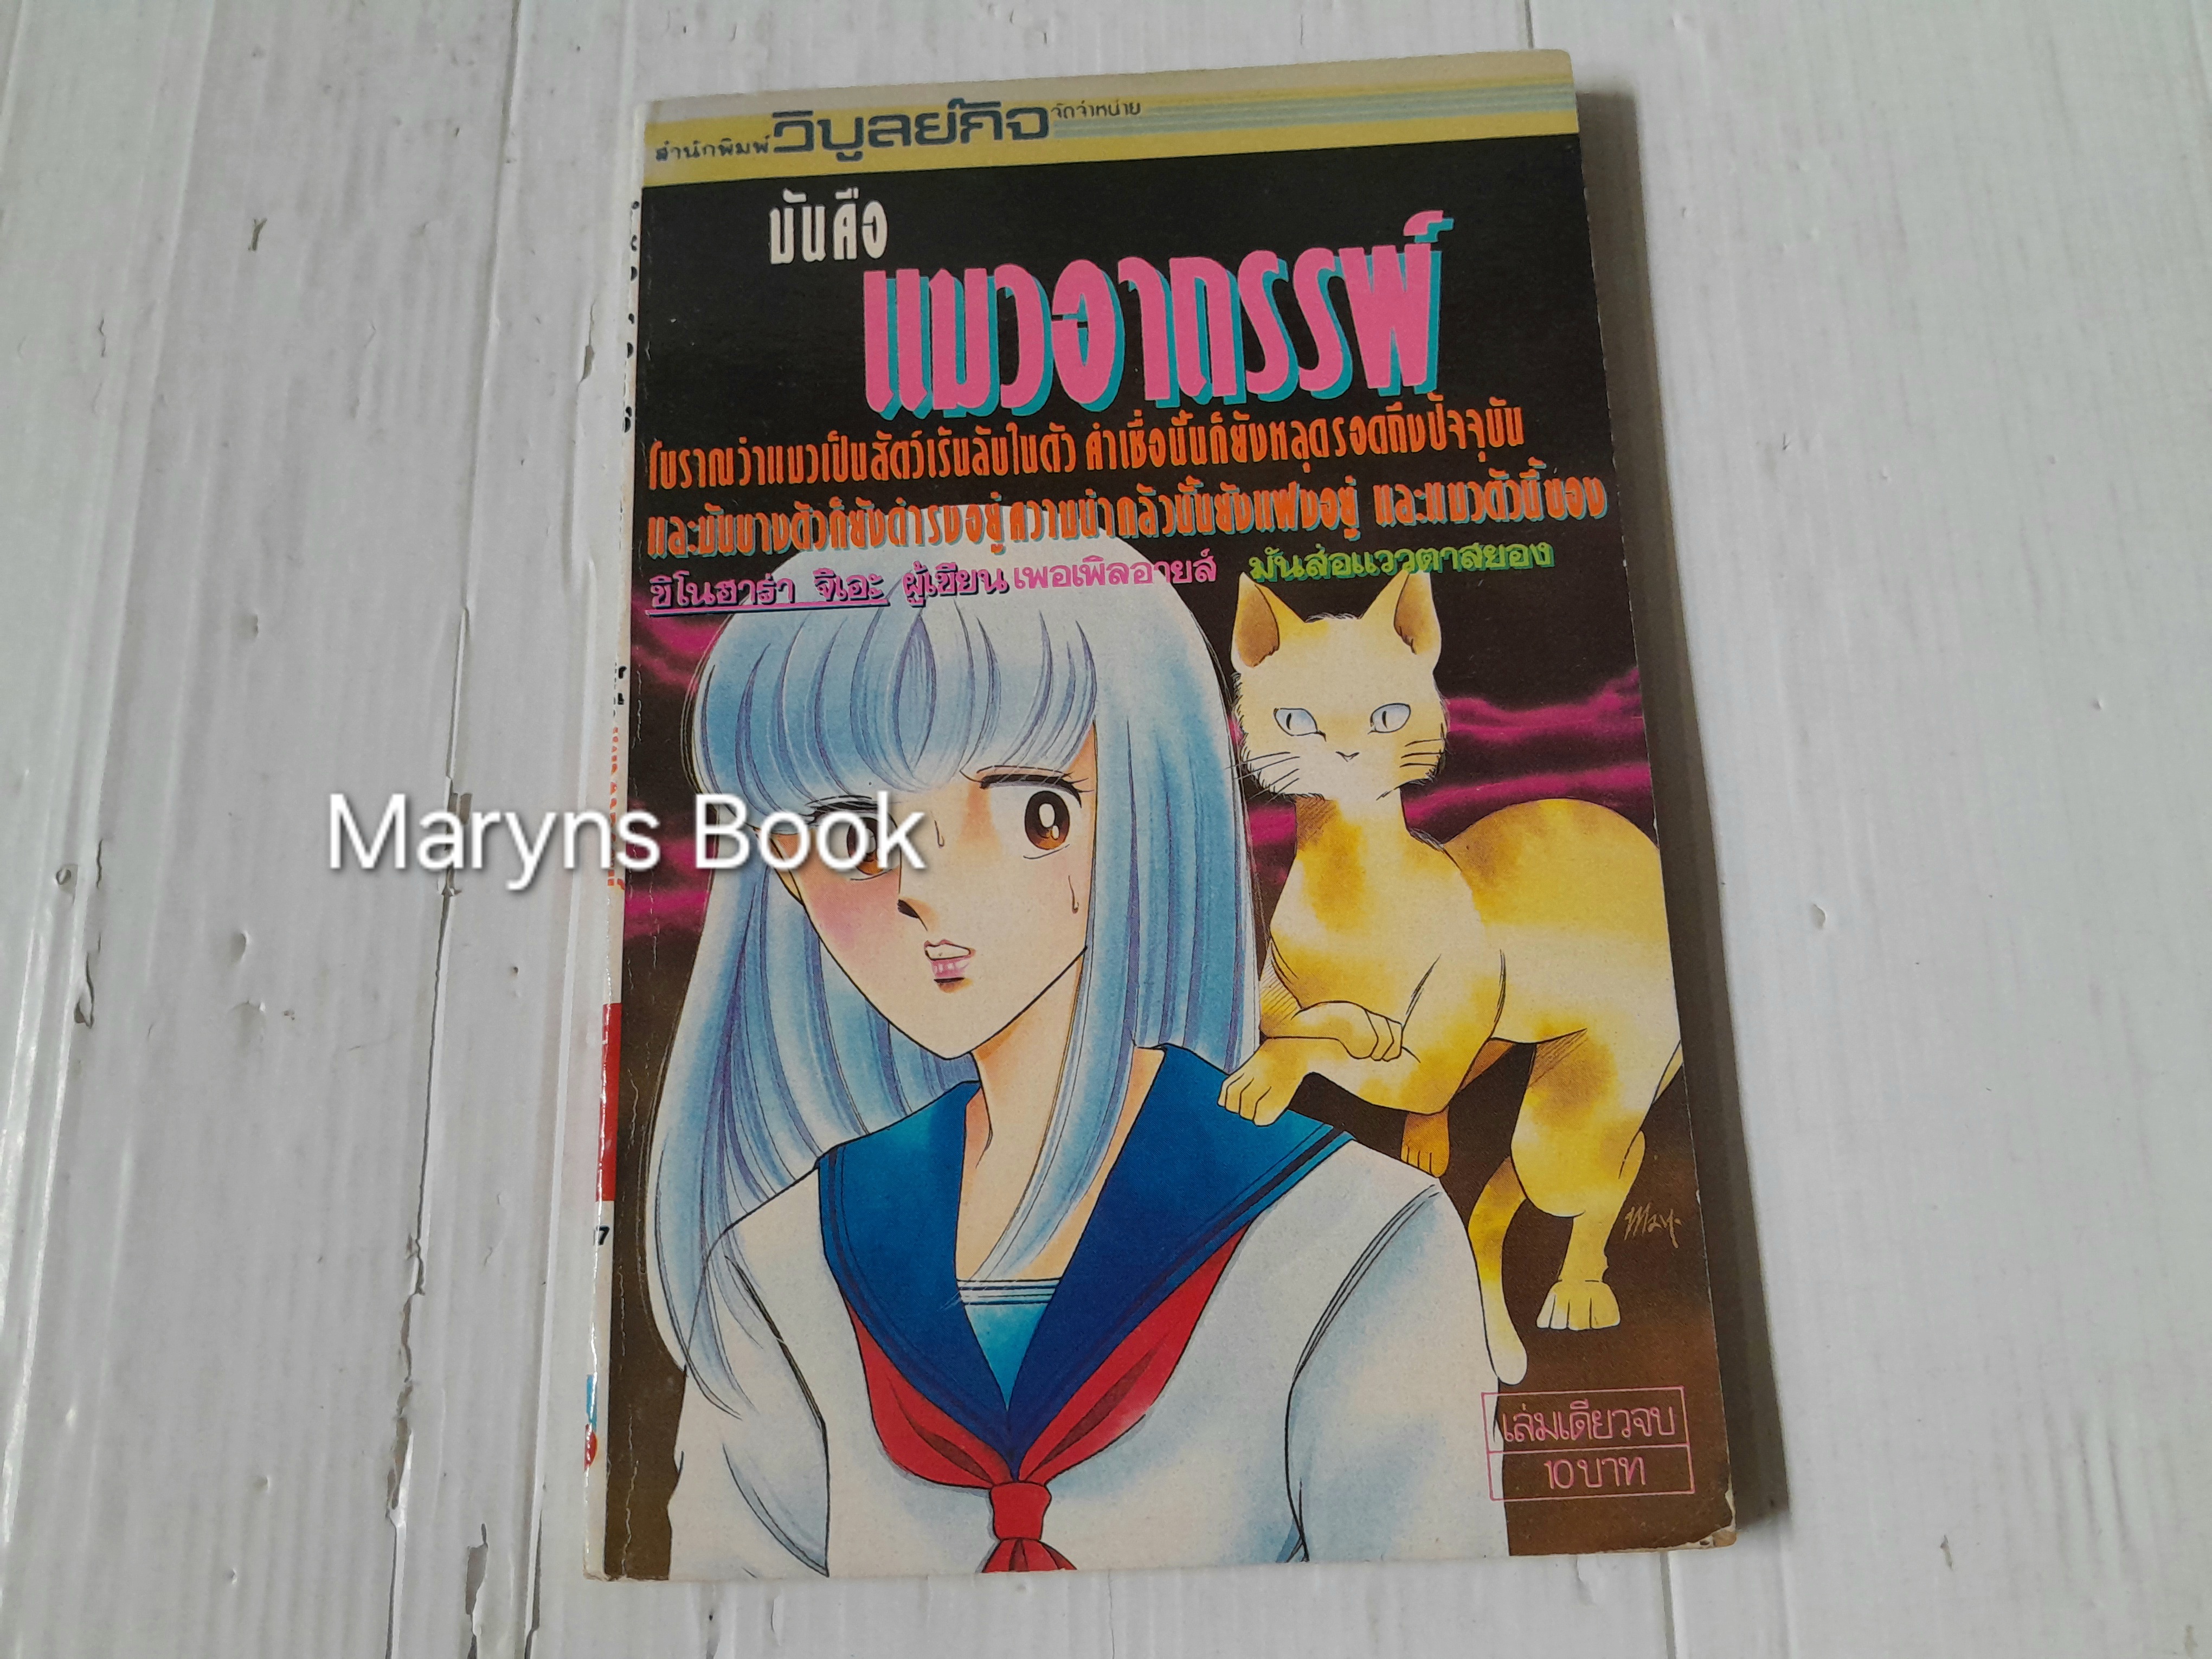 สำนักพิมพ์วิบูลย์กิจจัดจำหน่าย
มันคือ
แมวอาถรรพ์
โบราณว่าแมวเป็นสัตว์เร้นลับในตัว คำเชื่อนี้นก็ยังหลุดรอดถึงปัจจุบัน
และมันบางตัวก็ยังดำรงอยู่ความน่ากลัวนั้นยังแฝงอยู่ และแมวตัวนี้ของ
ชิโนฮาร่า จิเอะ ผู้เขียน เพอเพิลอายส์ มันส่อแววตาสยอง
Maryns Book
May.
เล่มเดียวจบ
10 บาท
7